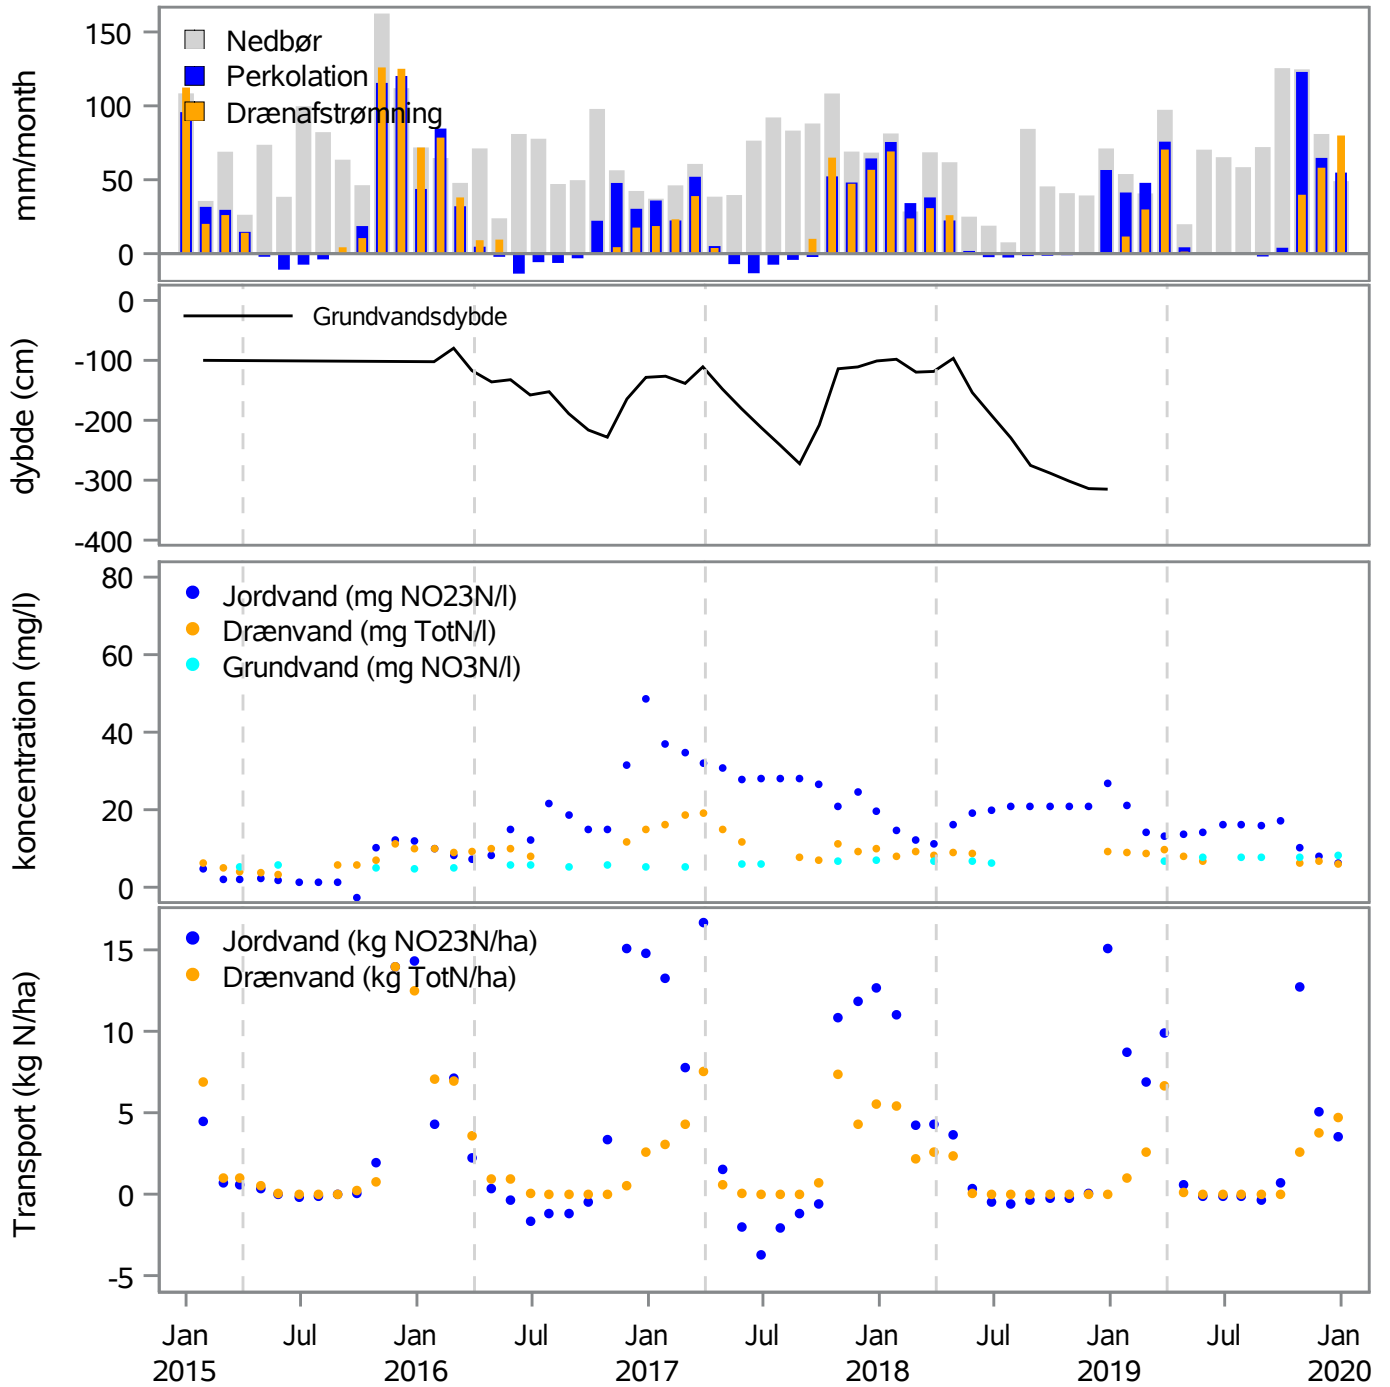 mm/month
150
100
50
0
Nedbør
Perkolation
Drænafstrømning
dybde (cm)
0
-100
-200
-300
-400
Grundvandsdybde
koncentration (mg/l)
80
60
40
20
0
Jordvand (mg NO23N/l)
Drænvand (mg TotN/l)
Grundvand (mg NO3N/l)
Transport (kg N/ha)
15
10
5
0
-5
Jordvand (kg NO23N/ha)
Drænvand (kg TotN/ha)
Jan Jul Jan Jul Jan Jul Jan Jul Jan Jul Jan
2015 2016 2017 2018 2019 2020